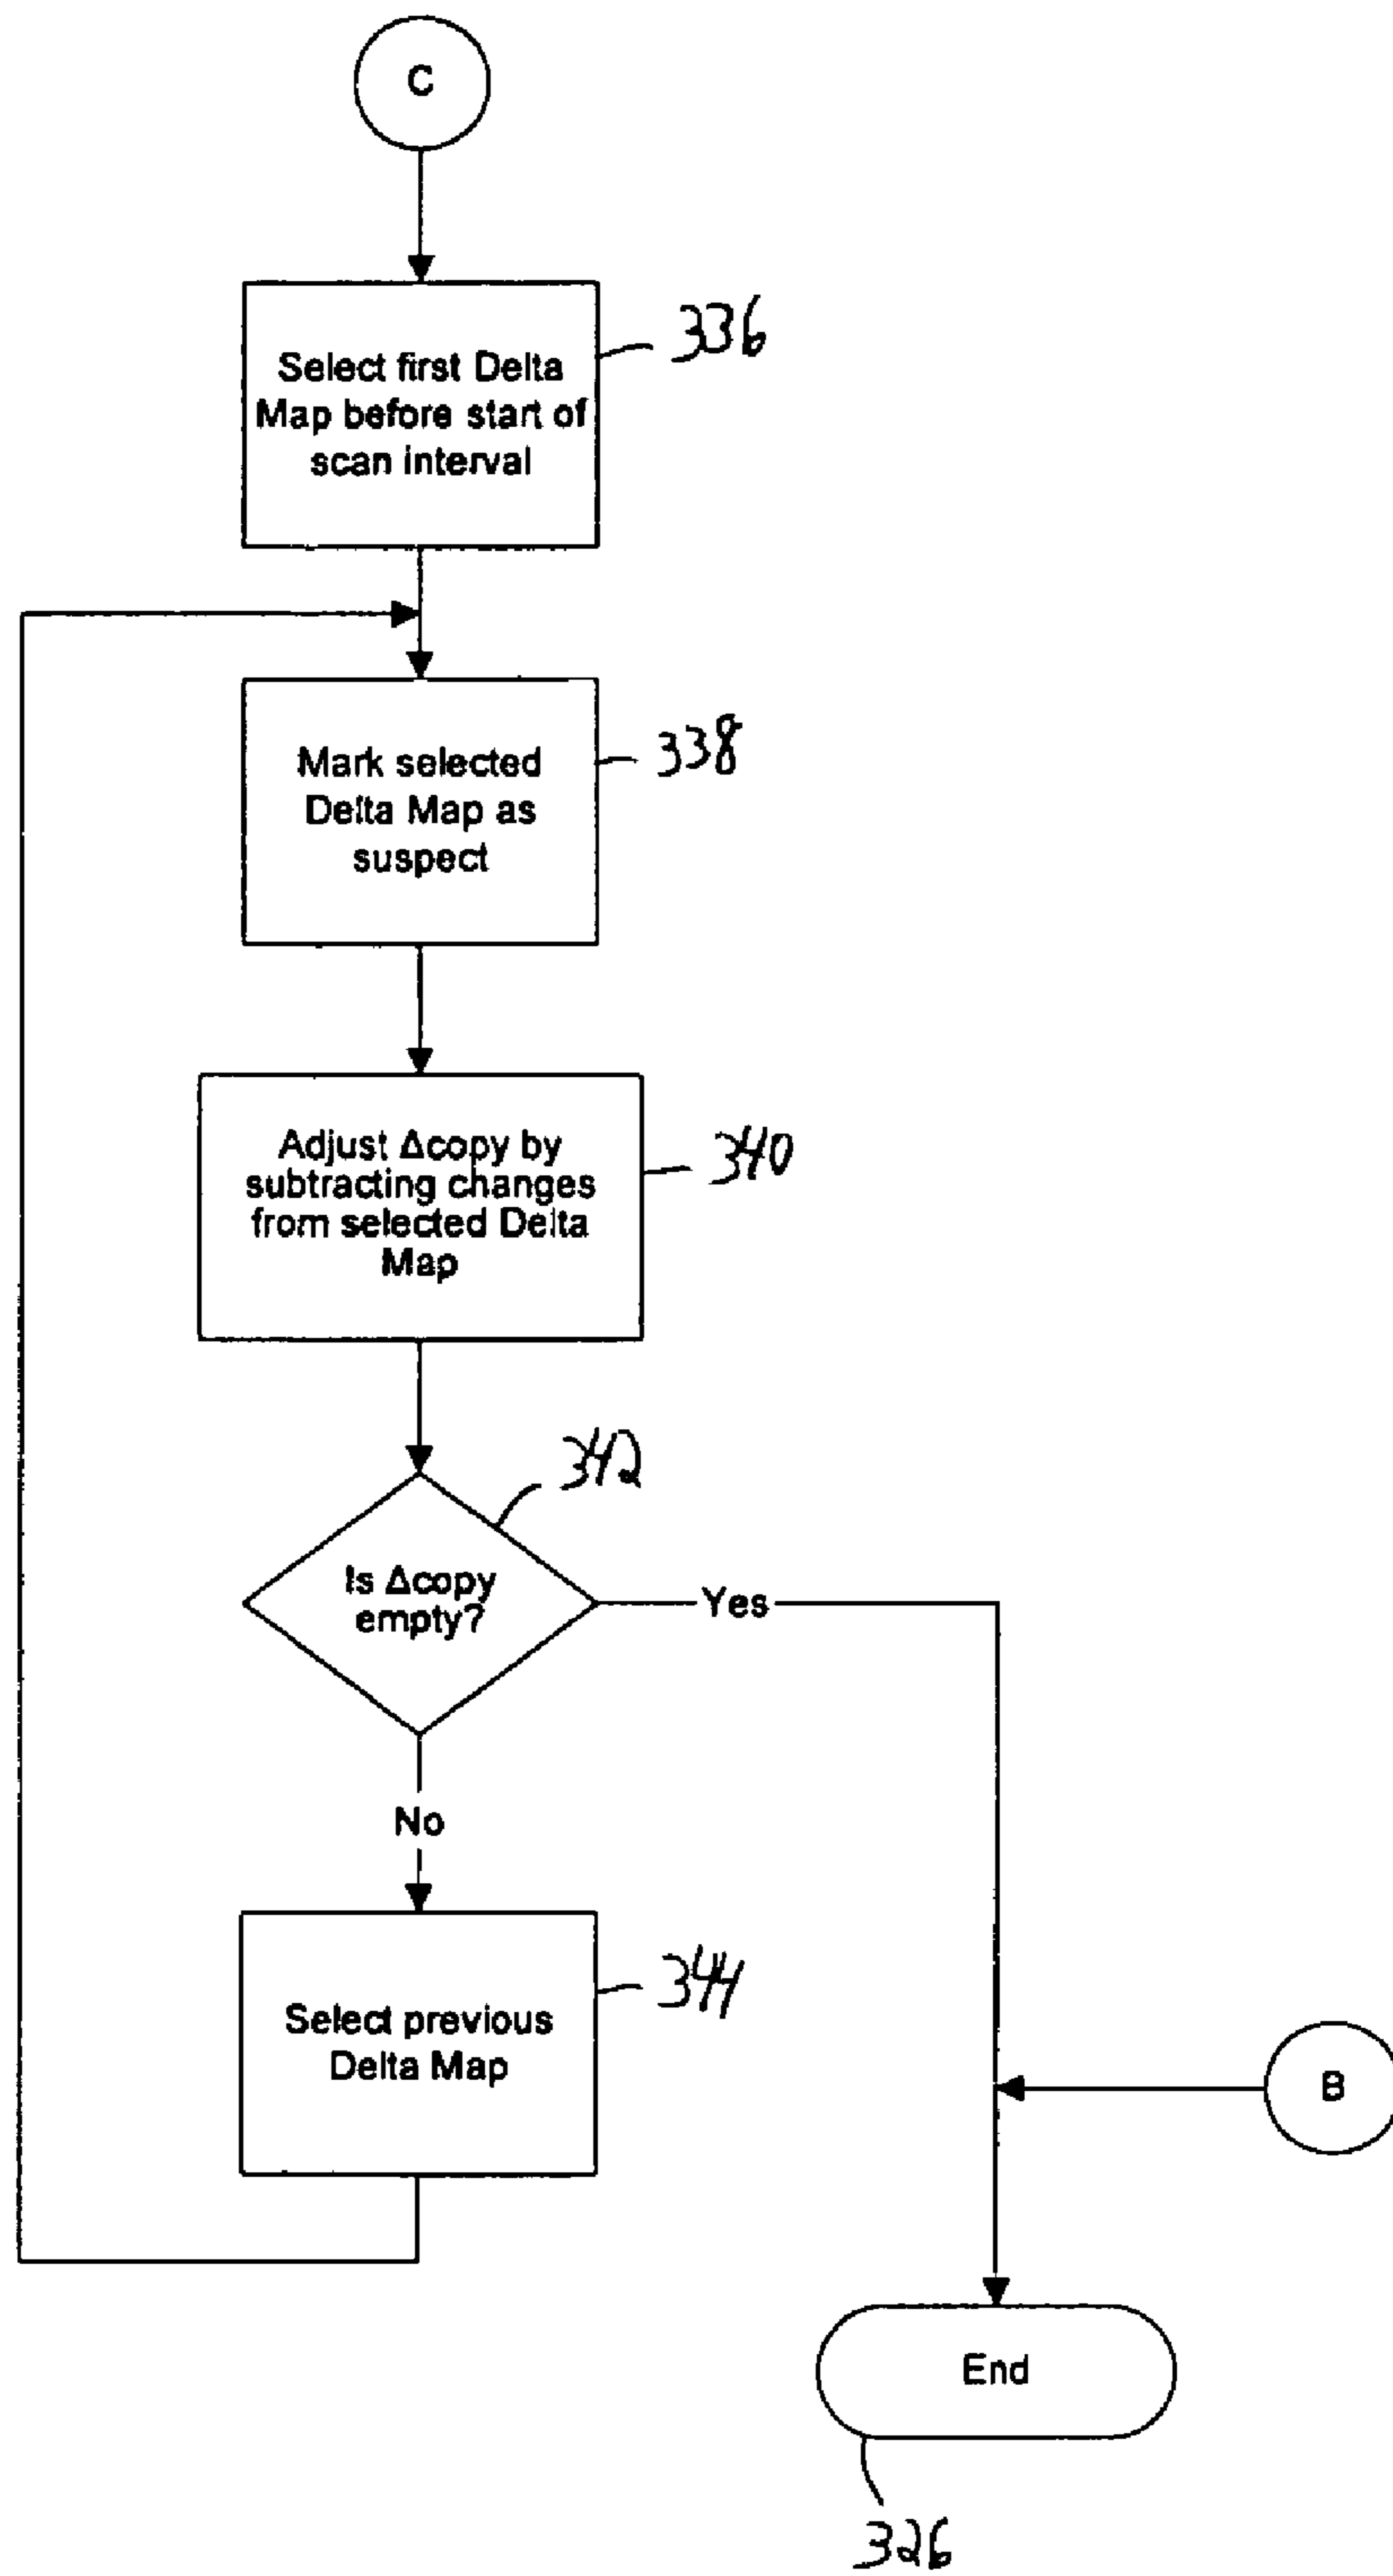 C
Select first Delta
Map before start of
scan interval
336
Mark selected
Delta Map as
suspect
338
Adjust Δcopy by
subtracting changes
from selected Delta
Map
340
342
Is Δcopy
empty?
Yes
No
Select previous
Delta Map
344
B
End
326